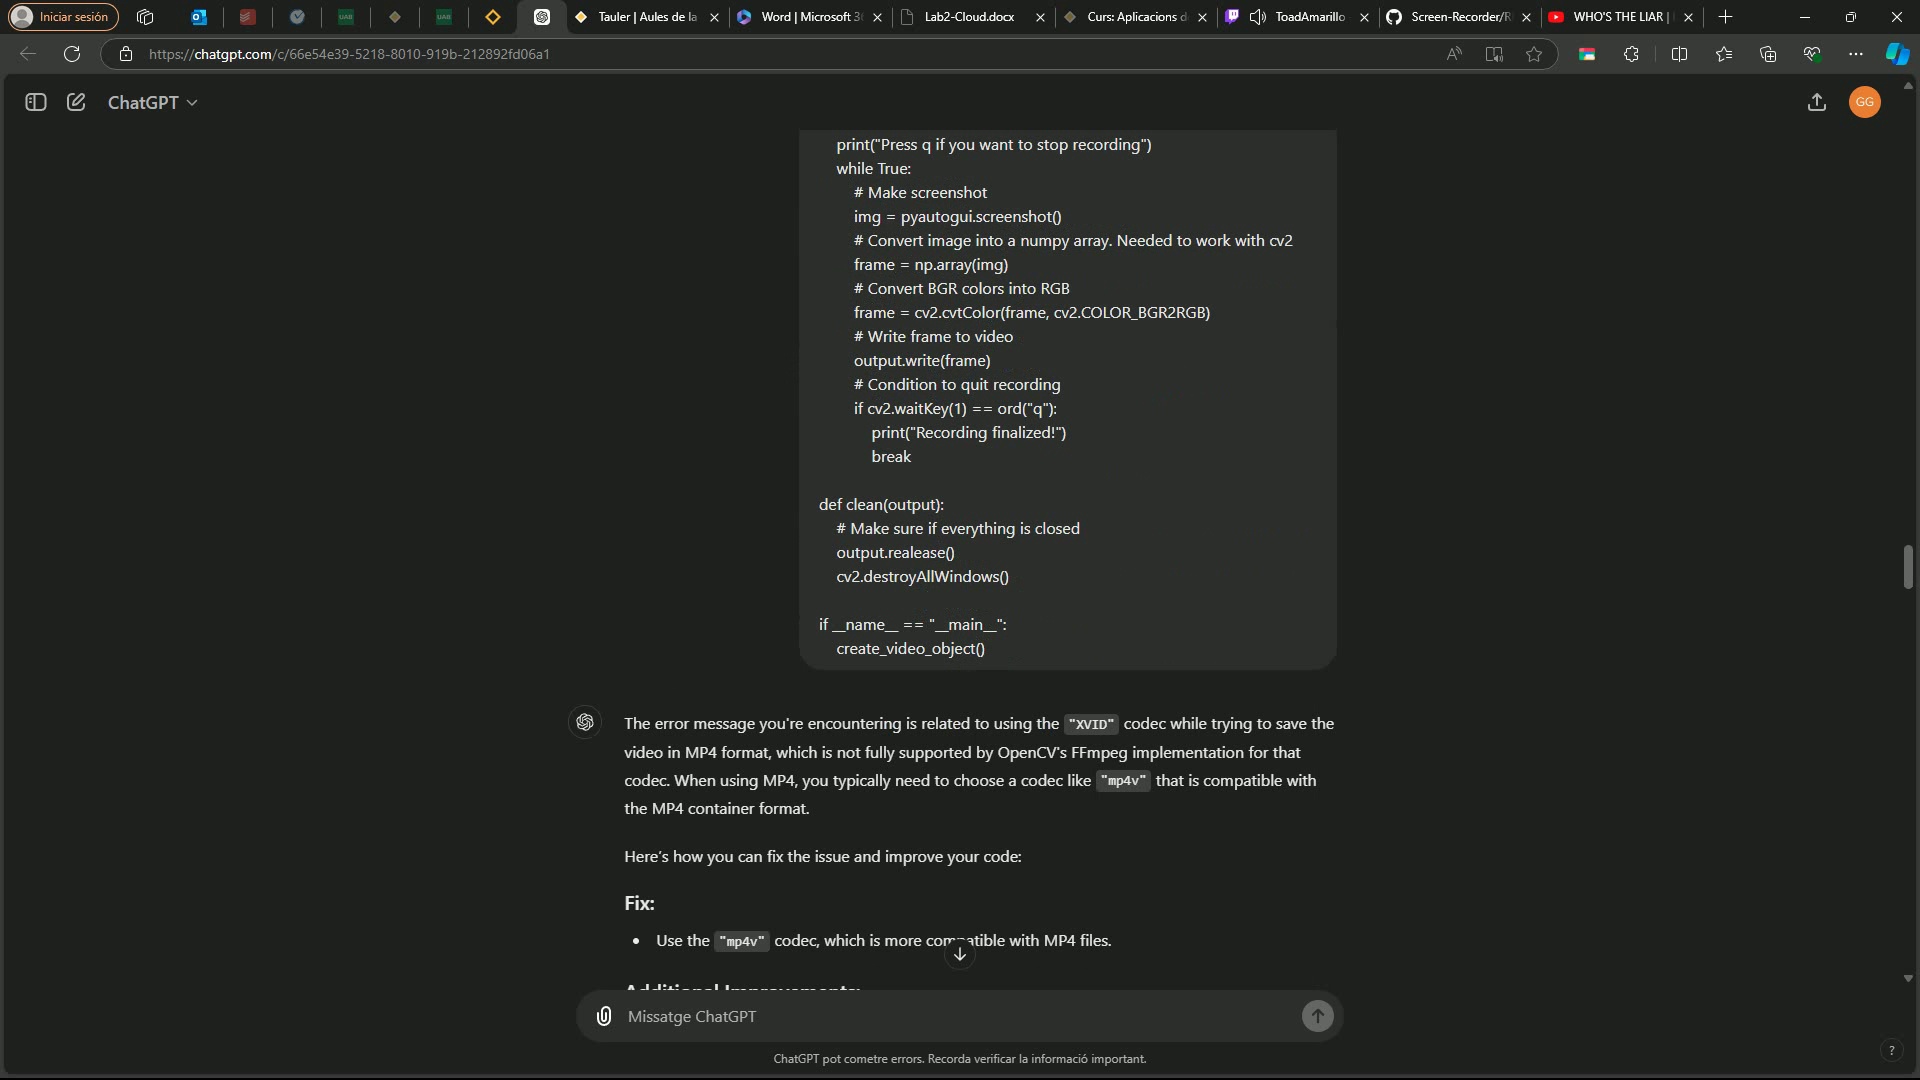 Iniciar sesión
UAB
UAB
Tauler | Aules de la
Word | Microsoft 3
Lab2-Cloud.docx
Curs: Aplicacions d
ToadAmarillo
Screen-Recorder/R
WHO'S THE LIAR |
https://chatgpt.com/c/66e54e39-5218-8010-919b-212892fd06a1
ChatGPT
GG
print("Press q if you want to stop recording")
while True:
# Make screenshot
img = pyautogui.screenshot()
# Convert image into a numpy array. Needed to work with cv2
frame = np.array(img)
# Convert BGR colors into RGB
frame = cv2.cvtColor(frame, cv2.COLOR_BGR2RGB)
# Write frame to video
output.write(frame)
# Condition to quit recording
if cv2.waitKey(1) == ord("q"):
print("Recording finalized!")
break
def clean(output):
# Make sure if everything is closed
output.realease()
cv2.destroyAllWindows()
if __name__ == "__main__":
create_video_object()
The error message you're encountering is related to using the "XVID" codec while trying to save the
video in MP4 format, which is not fully supported by OpenCV's FFmpeg implementation for that
codec. When using MP4, you typically need to choose a codec like "mp4v" that is compatible with
the MP4 container format.
Here's how you can fix the issue and improve your code:
Fix:
Use the "mp4v" codec, which is more compatible with MP4 files.
Additional Improvements:
Missatge ChatGPT
ChatGPT pot cometre errors. Recorda verificar la informació important.
?